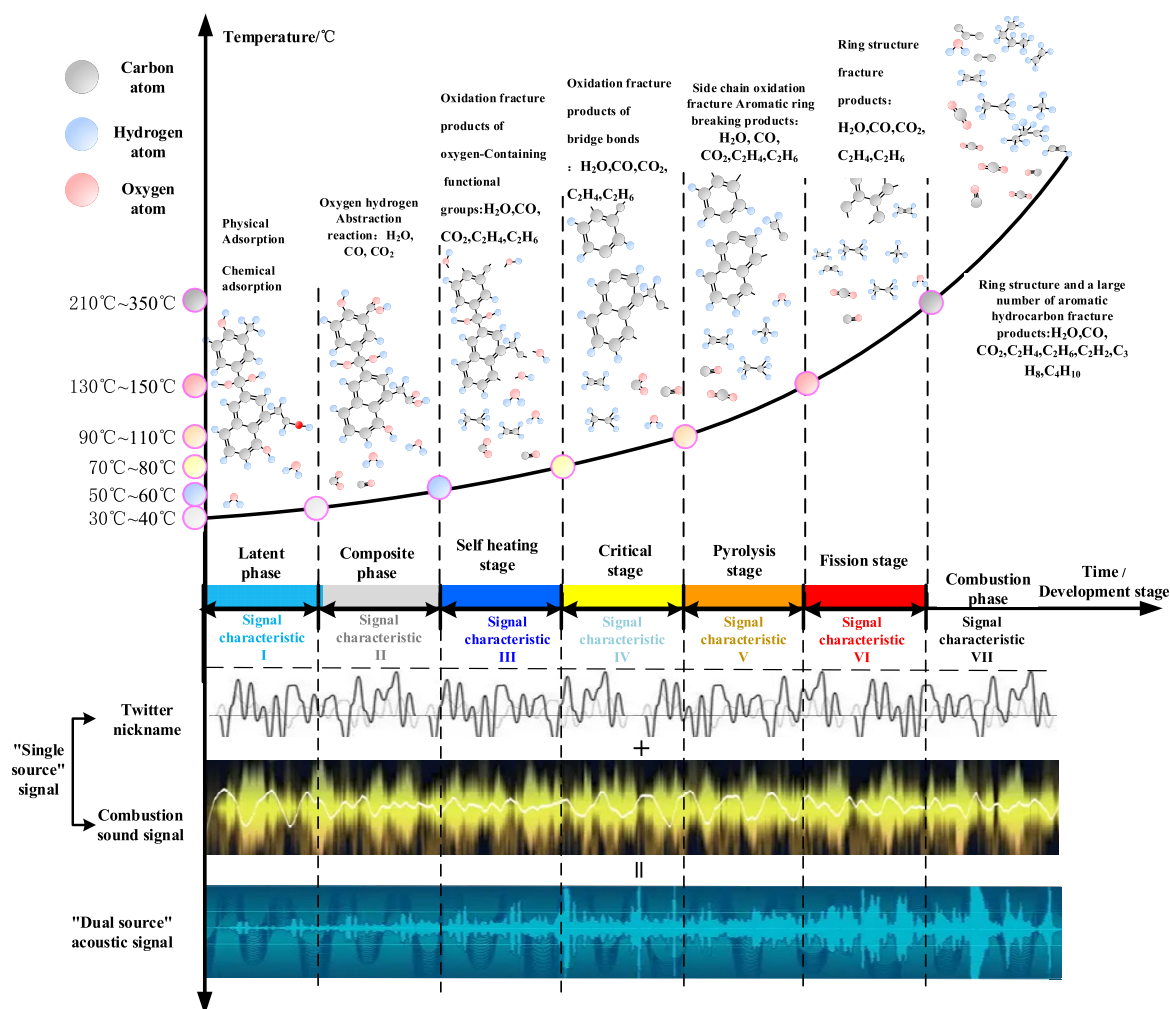 Temperature/℃
Carbon
atom
Hydrogen
atom
Oxygen
atom
Physical
Adsorption
Chemical
adsorption
Oxygen hydrogen
Abstraction
reaction：H2O,
CO, CO2
Oxidation fracture
products of
oxygen-Containing
functional
groups:H2O,CO,
CO2,C2H4,C2H6
Oxidation fracture
products of
bridge bonds
：H2O,CO,CO2,
C2H4,C2H6
Side chain oxidation
fracture Aromatic ring
breaking products：
H2O, CO,
CO2,C2H4,C2H6
Ring structure
fracture
products：
H2O,CO,CO2,
C2H4,C2H6
Ring structure and a large
number of aromatic
hydrocarbon fracture
products:H2O,CO,
CO2,C2H4,C2H6,C2H2,C3
H8,C4H10
210℃~350℃
130℃~150℃
90℃~110℃
70℃~80℃
50℃~60℃
30℃~40℃
Latent
phase
Composite
phase
Self heating
stage
Critical
stage
Pyrolysis
stage
Fission stage
Combustion
phase
Time /
Development stage
Signal
characteristic
I
Signal
characteristic
II
Signal
characteristic
III
Signal
characteristic
IV
Signal
characteristic
V
Signal
characteristic
VI
Signal
characteristic
VII
"Single
source"
signal
Twitter
nickname
+
Combustion
sound signal
=
"Dual source"
acoustic signal